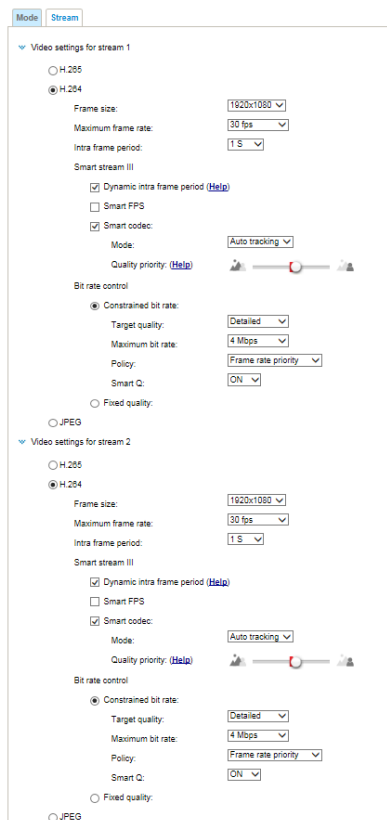 Mode Stream
Video settings for stream 1
H.265
H.264
Frame size: 1920x1080
Maximum frame rate: 30 fps
Intra frame period: 1 S
Smart stream III
Dynamic intra frame period (Help)
Smart FPS
Smart codec:
Mode: Auto tracking
Quality priority: (Help)
Bit rate control
Constrained bit rate:
Target quality: Detailed
Maximum bit rate: 4 Mbps
Policy: Frame rate priority
Smart Q: ON
Fixed quality:
JPEG
Video settings for stream 2
H.265
H.264
Frame size: 1920x1080
Maximum frame rate: 30 fps
Intra frame period: 1 S
Smart stream III
Dynamic intra frame period (Help)
Smart FPS
Smart codec:
Mode: Auto tracking
Quality priority: (Help)
Bit rate control
Constrained bit rate:
Target quality: Detailed
Maximum bit rate: 4 Mbps
Policy: Frame rate priority
Smart Q: ON
Fixed quality:
JPEG